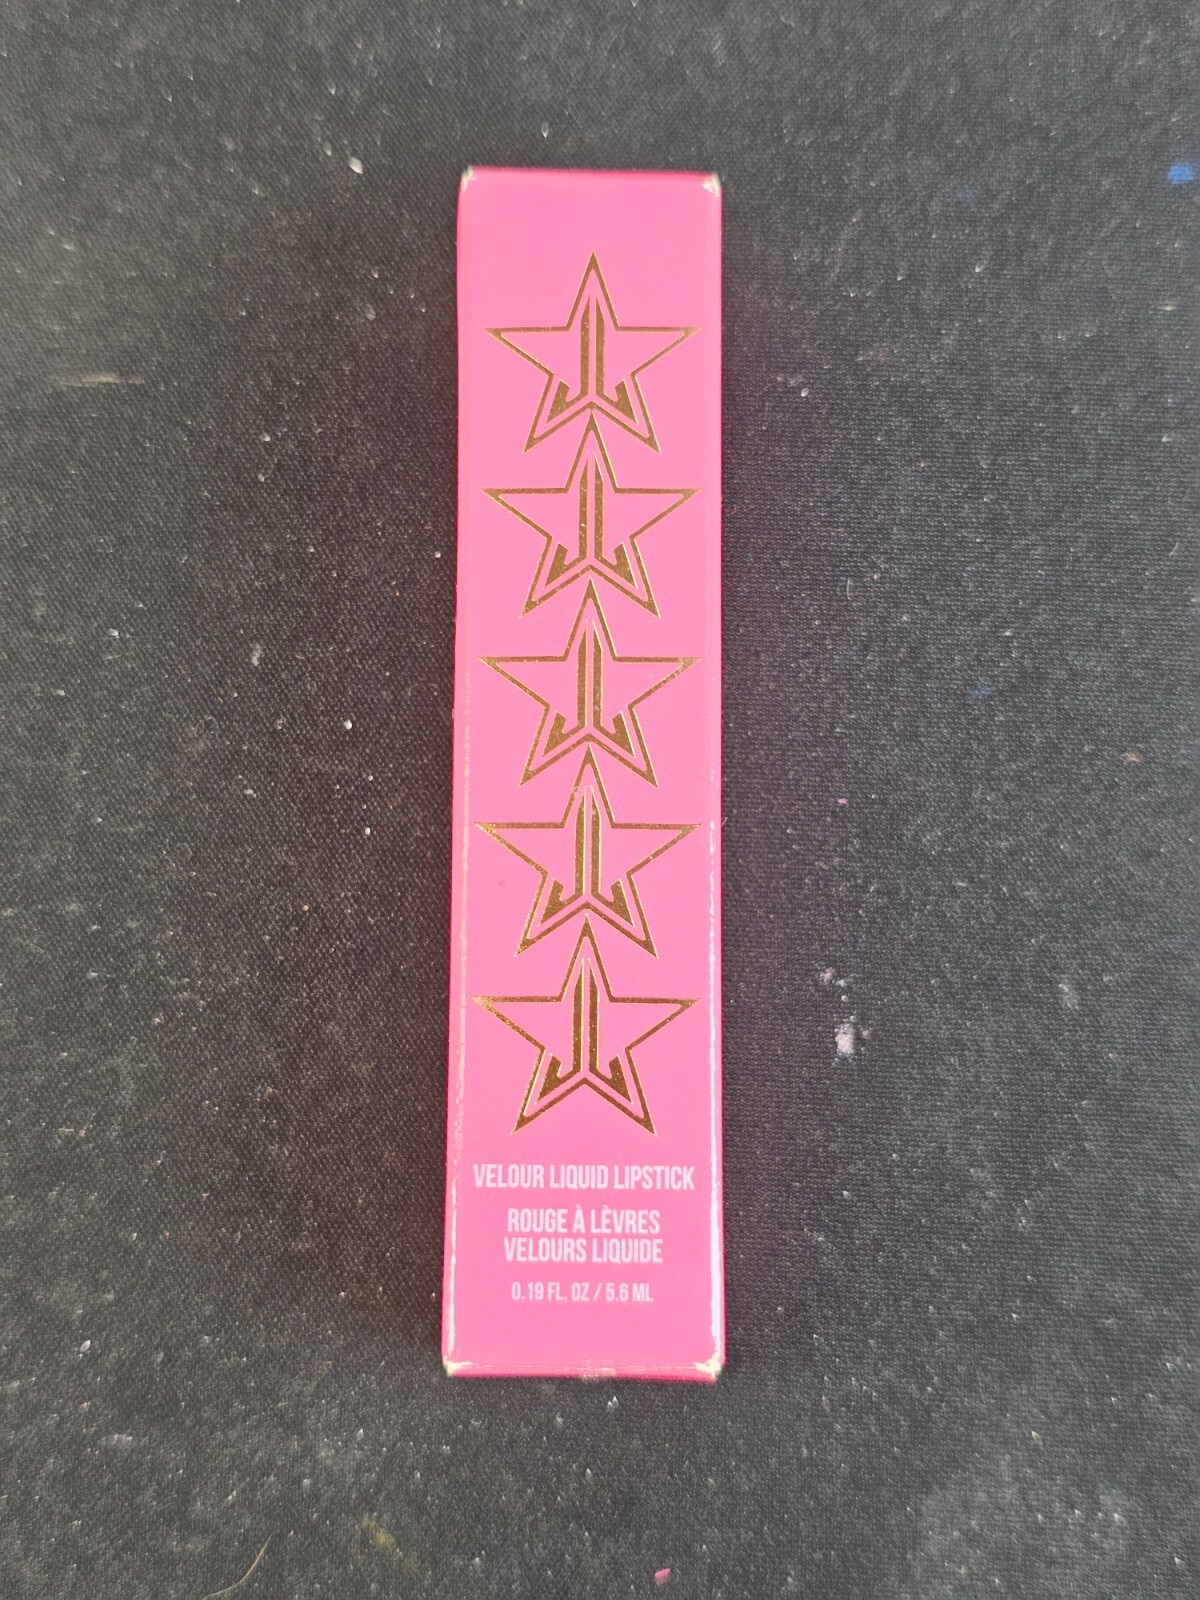 VELOUR LIQUID LIPSTICK
ROUGE À LÈVRES
VELOURS LIQUIDE
0.19 FL. OZ / 5.6 ML